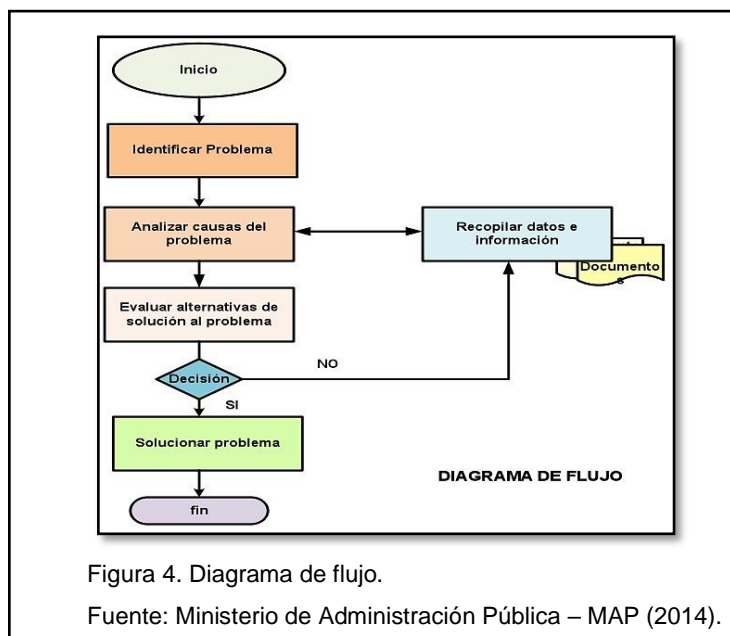 Inicio
Identificar Problema
Analizar causas del
problema
Recopilar datos e
información
Documento
s
Evaluar alternativas de
solución al problema
Decisión
NO
SI
Solucionar problema
DIAGRAMA DE FLUJO
fin
Figura 4. Diagrama de flujo.
Fuente: Ministerio de Administración Pública – MAP (2014).